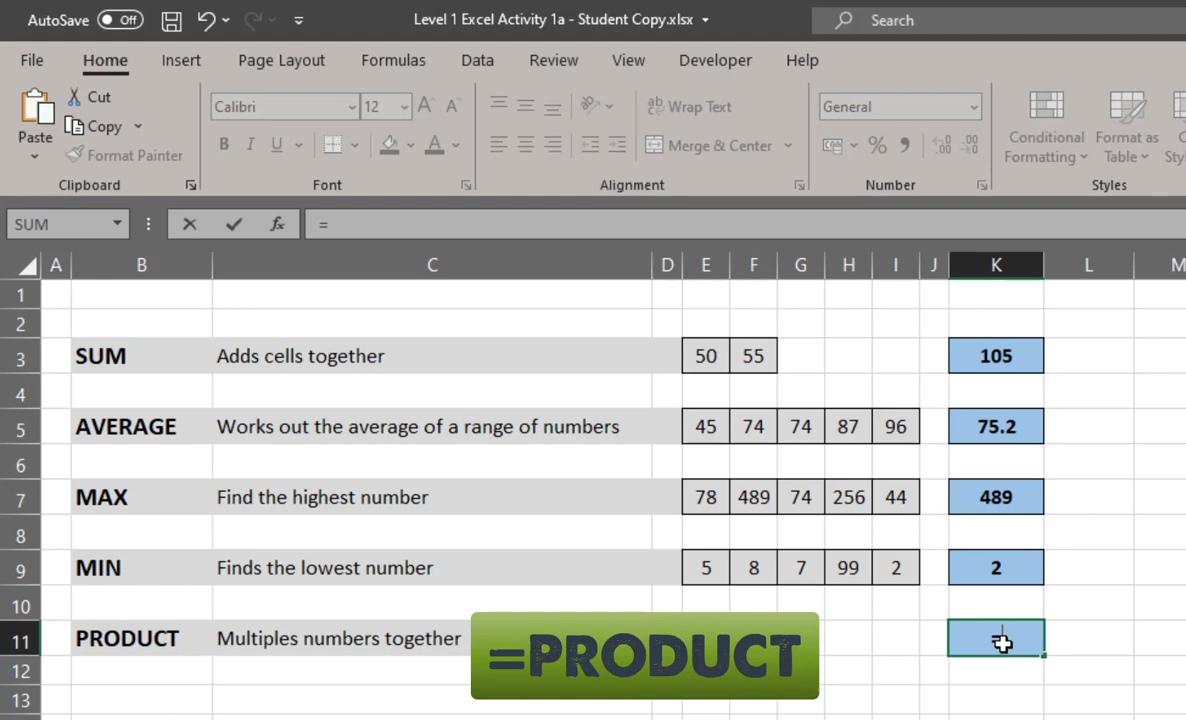 AutoSave Off Level 1 Excel Activity 1a - Student Copy.xlsx Search
File Home Insert Page Layout Formulas Data Review View Developer Help
Paste Cut Copy Format Painter
Calibri 12
B I U A
Wrap Text
Merge & Center
General
% 
Conditional Formatting Format as Table
Clipboard Font Alignment Number Styles
SUM fx =
A B C D E F G H I J K L M
1
2
3 SUM Adds cells together 50 55 105
4
5 AVERAGE Works out the average of a range of numbers 45 74 74 87 96 75.2
6
7 MAX Find the highest number 78 489 74 256 44 489
8
9 MIN Finds the lowest number 5 8 7 99 2 2
10
11 PRODUCT Multiples numbers together =PRODUCT =
12
13